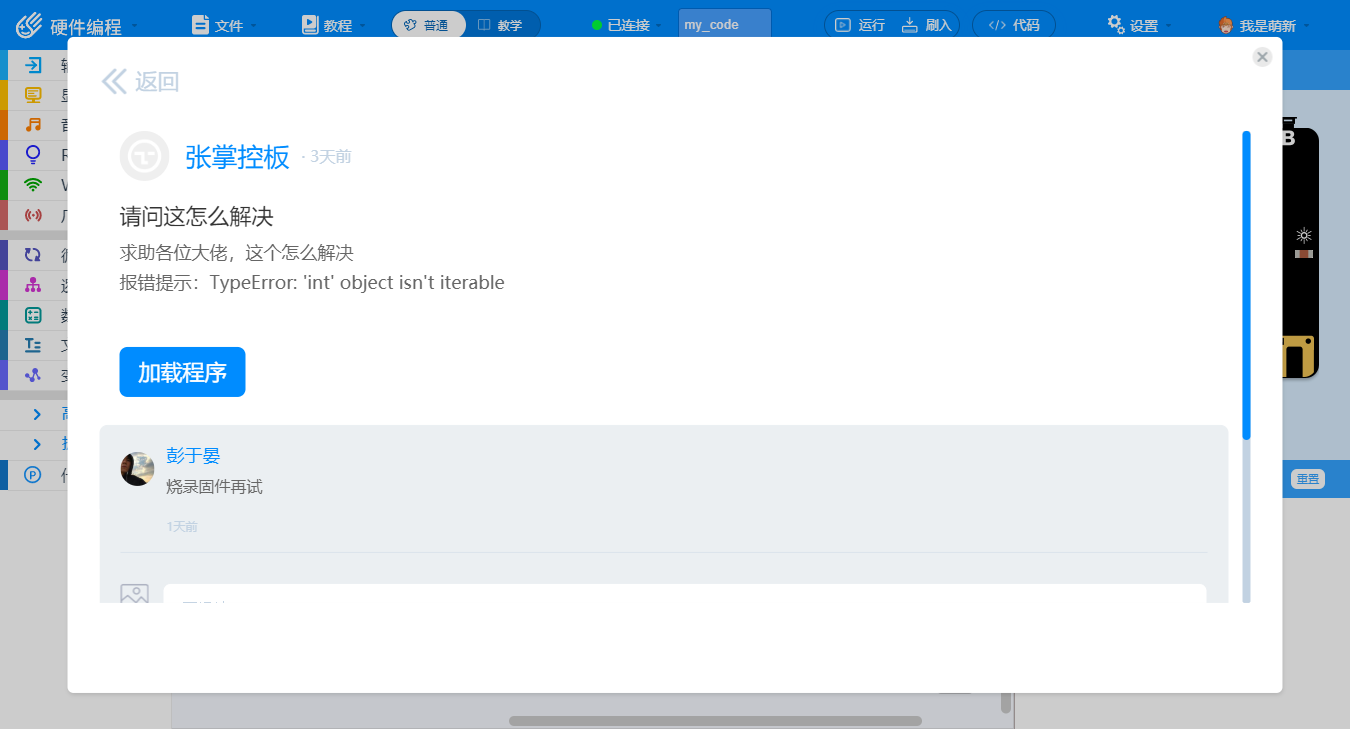 硬件编程
文件
教程
普通
教学
已连接
my_code
运行
刷入
代码
设置
我是萌新
返回
张掌控板 · 3天前
请问这怎么解决
求助各位大佬，这个怎么解决
报错提示：TypeError: 'int' object isn't iterable
加载程序
彭于晏
烧录固件再试
1天前
重置